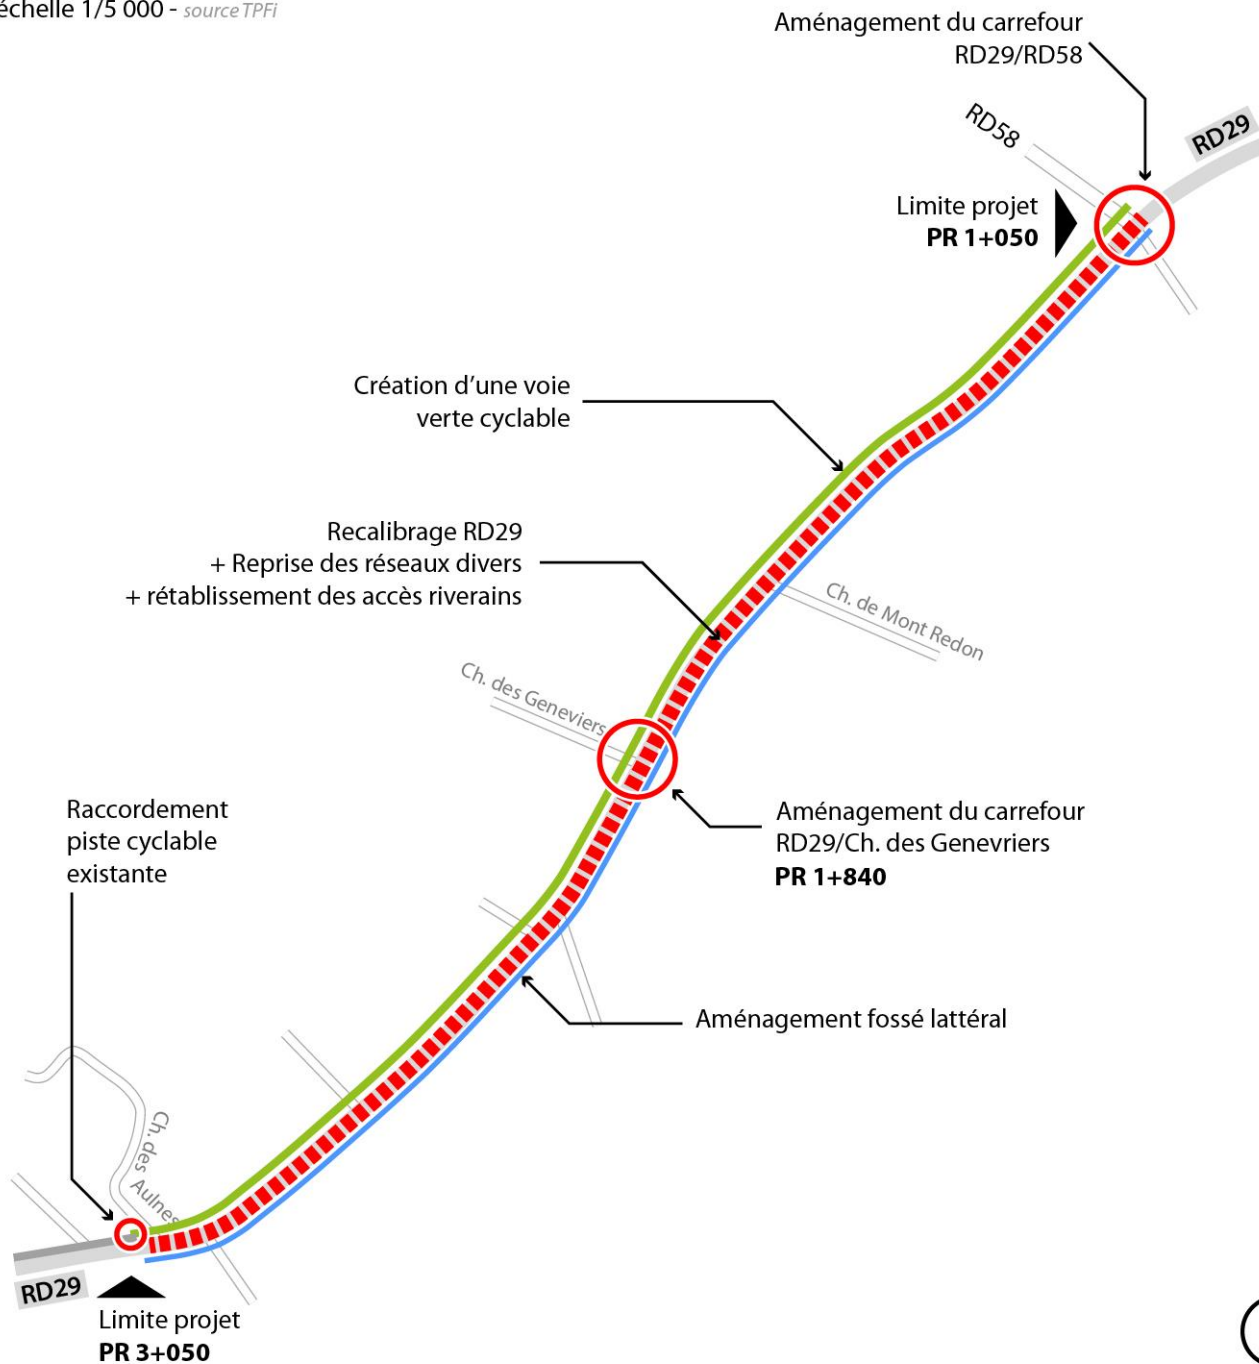 échelle 1/5 000 - source TPFi
Aménagement du carrefour
RD29/RD58
RD58
RD29
Limite projet
PR 1+050
Création d’une voie
verte cyclable
Recalibrage RD29
+ Reprise des réseaux divers
+ rétablissement des accès riverains
Ch. de Mont Redon
Ch. des Geneviers
Raccordement
piste cyclable
existante
Aménagement du carrefour
RD29/Ch. des Genevriers
PR 1+840
Aménagement fossé lattéral
Ch. des
Aulnes
RD29
Limite projet
PR 3+050